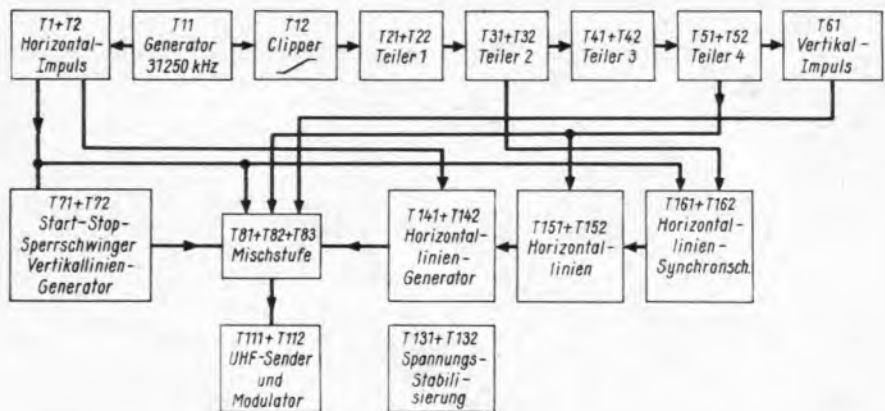 T1+T2
Horizontal-
Impuls
T11
Generator
31250 kHz
T12
Clipper
T21+T22
Teiler 1
T31+T32
Teiler 2
T41+T42
Teiler 3
T51+T52
Teiler 4
T61
Vertikal-
Impuls
T71+T72
Start-Stop-
Sperrschwinger
Vertikallinien-
Generator
T81+T82+T83
Mischstufe
T141+T142
Horizontal-
linien-
Generator
T151+T152
Horizontal-
linien
T161+T162
Horizontal-
linien-
Synchronsch.
T111+T112
UHF-Sender
und
Modulator
T131+T132
Spannungs-
Stabili-
sierung